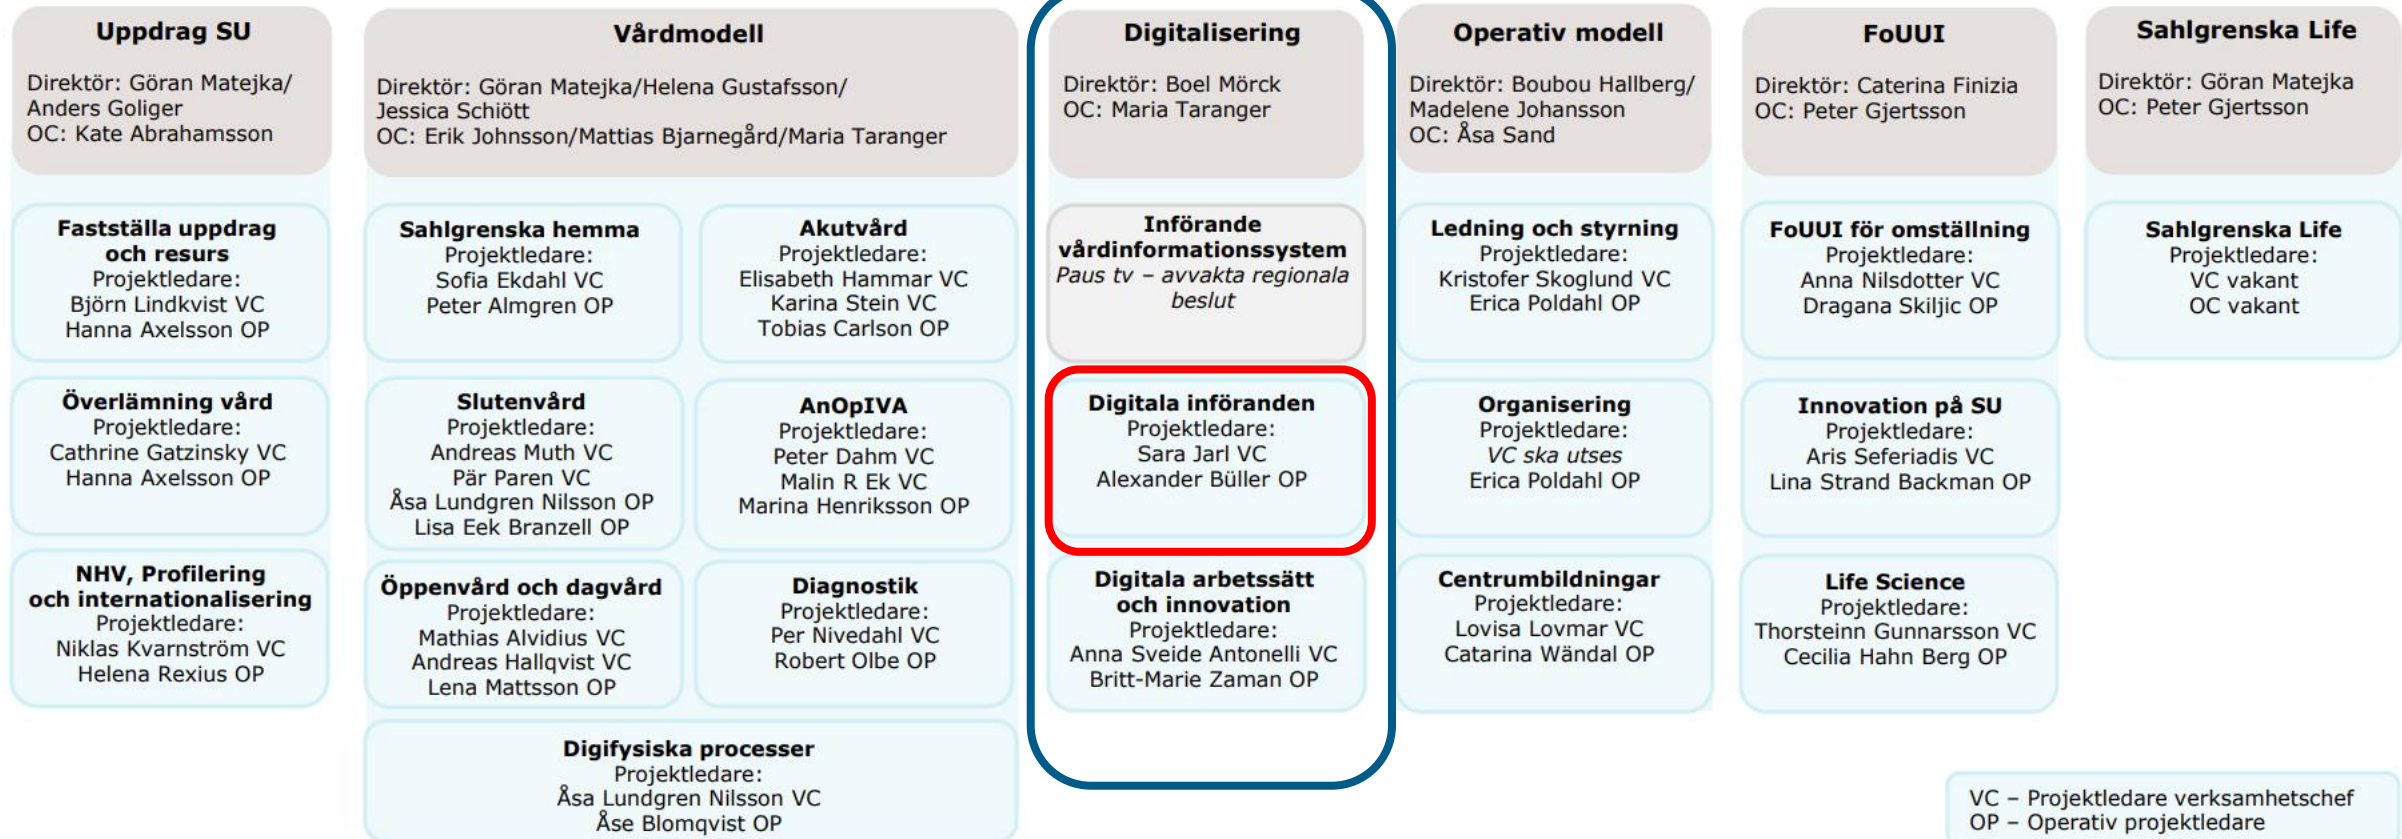 Uppdrag SU
Direktör: Göran Matejka/
Anders Goliger
OC: Kate Abrahamsson
Fastställa uppdrag
och resurs
Projektledare:
Björn Lindkvist VC
Hanna Axelsson OP
Överlämning vård
Projektledare:
Cathrine Gatzinsky VC
Hanna Axelsson OP
NHV, Profilering
och internationalisering
Projektledare:
Niklas Kvarnström VC
Helena Rexius OP
Vårdmodell
Direktör: Göran Matejka/Helena Gustafsson/
Jessica Schiött
OC: Erik Johnsson/Mattias Bjarnegård/Maria Taranger
Sahlgrenska hemma
Projektledare:
Sofia Ekdahl VC
Peter Almgren OP
Akutvård
Projektledare:
Elisabeth Hammar VC
Karina Stein VC
Tobias Carlson OP
Slutenvård
Projektledare:
Andreas Muth VC
Pär Paren VC
Åsa Lundgren Nilsson OP
Lisa Eek Branzell OP
AnOpIVA
Projektledare:
Peter Dahm VC
Malin R Ek VC
Marina Henriksson OP
Öppenvård och dagvård
Projektledare:
Mathias Alvidius VC
Andreas Hallqvist VC
Lena Mattsson OP
Diagnostik
Projektledare:
Per Nivedahl VC
Robert Olbe OP
Digifysiska processer
Projektledare:
Åsa Lundgren Nilsson VC
Åse Blomqvist OP
Digitalisering
Direktör: Boel Mörck
OC: Maria Taranger
Införande
vårdinformationssystem
Paus tv – avvakta regionala
beslut
Digitala införanden
Projektledare:
Sara Jarl VC
Alexander Büller OP
Digitala arbetssätt
och innovation
Projektledare:
Anna Sveide Antonelli VC
Britt-Marie Zaman OP
Operativ modell
Direktör: Boubou Hallberg/
Madelene Johansson
OC: Åsa Sand
Ledning och styrning
Projektledare:
Kristofer Skoglund VC
Erica Poldahl OP
Organisering
Projektledare:
VC ska utses
Erica Poldahl OP
Centrumbildningar
Projektledare:
Lovisa Lovmar VC
Catarina Wändal OP
FoUUI
Direktör: Caterina Finizia
OC: Peter Gjertsson
FoUUI för omställning
Projektledare:
Anna Nilsdotter VC
Dragana Skiljic OP
Innovation på SU
Projektledare:
Aris Seferiadis VC
Lina Strand Backman OP
Life Science
Projektledare:
Thorsteinn Gunnarsson VC
Cecilia Hahn Berg OP
Sahlgrenska Life
Direktör: Göran Matejka
OC: Peter Gjertsson
Sahlgrenska Life
Projektledare:
VC vakant
OC vakant
VC – Projektledare verksamhetschef
OP – Operativ projektledare